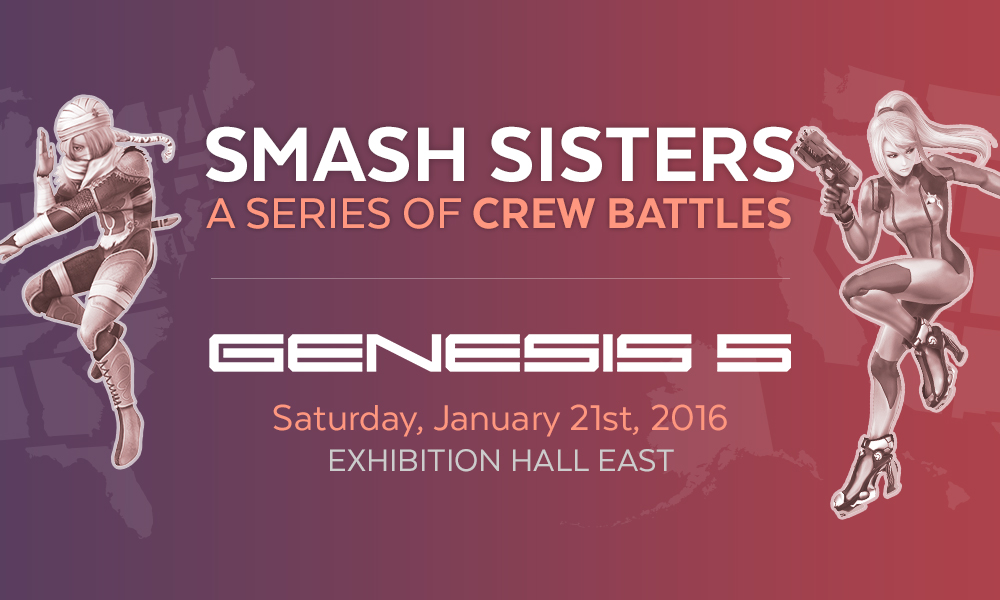 SMASH SISTERS
A SERIES OF CREW BATTLES
GENESIS 5
Saturday, January 21st, 2016
EXHIBITION HALL EAST